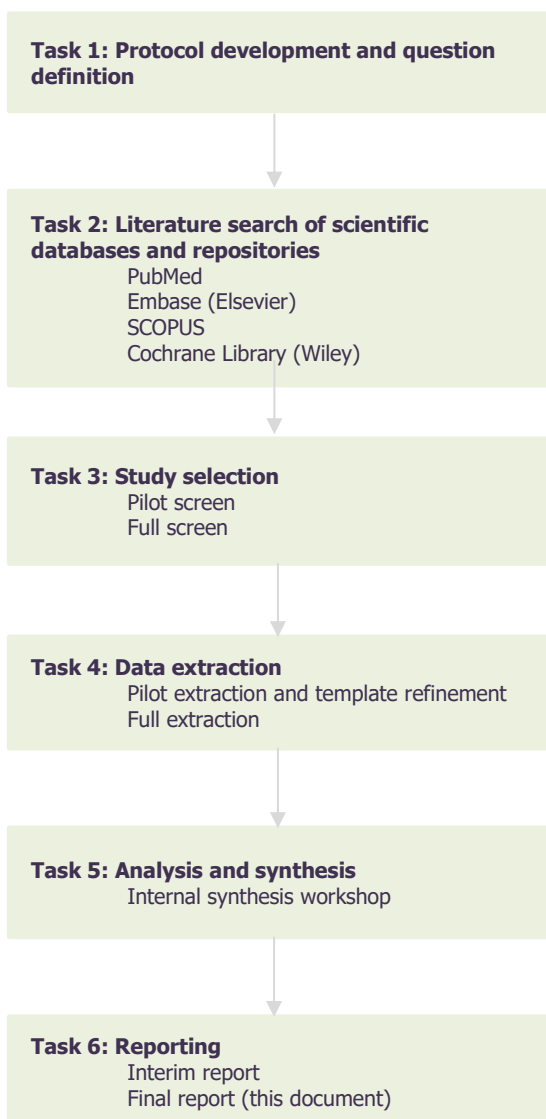 Task 1: Protocol development and question
definition
Task 2: Literature search of scientific
databases and repositories
PubMed
Embase (Elsevier)
SCOPUS
Cochrane Library (Wiley)
Task 3: Study selection
Pilot screen
Full screen
Task 4: Data extraction
Pilot extraction and template refinement
Full extraction
Task 5: Analysis and synthesis
Internal synthesis workshop
Task 6: Reporting
Interim report
Final report (this document)